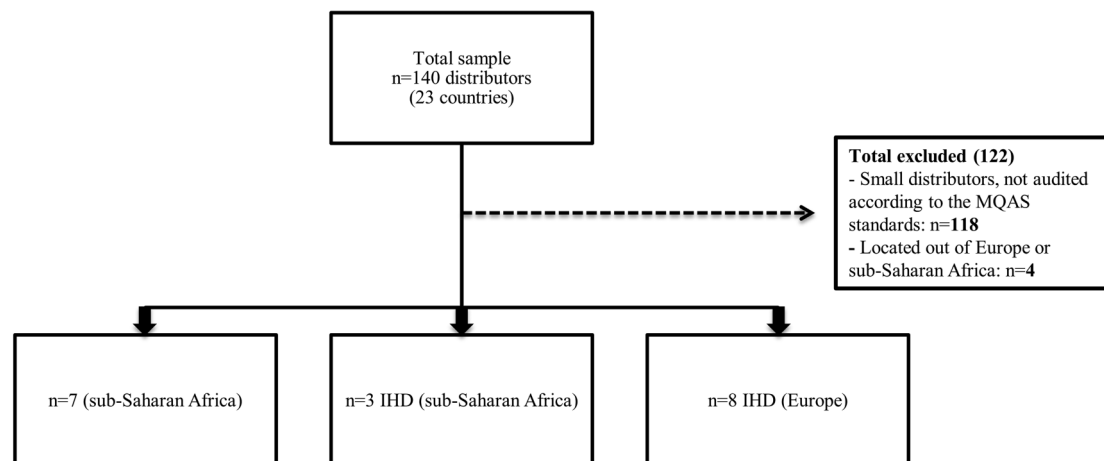 Total sample
n=140 distributors
(23 countries)
Total excluded (122)
- Small distributors, not audited
according to the MQAS
standards: n=118
- Located out of Europe or
sub-Saharan Africa: n=4
n=7 (sub-Saharan Africa)
n=3 IHD (sub-Saharan Africa)
n=8 IHD (Europe)